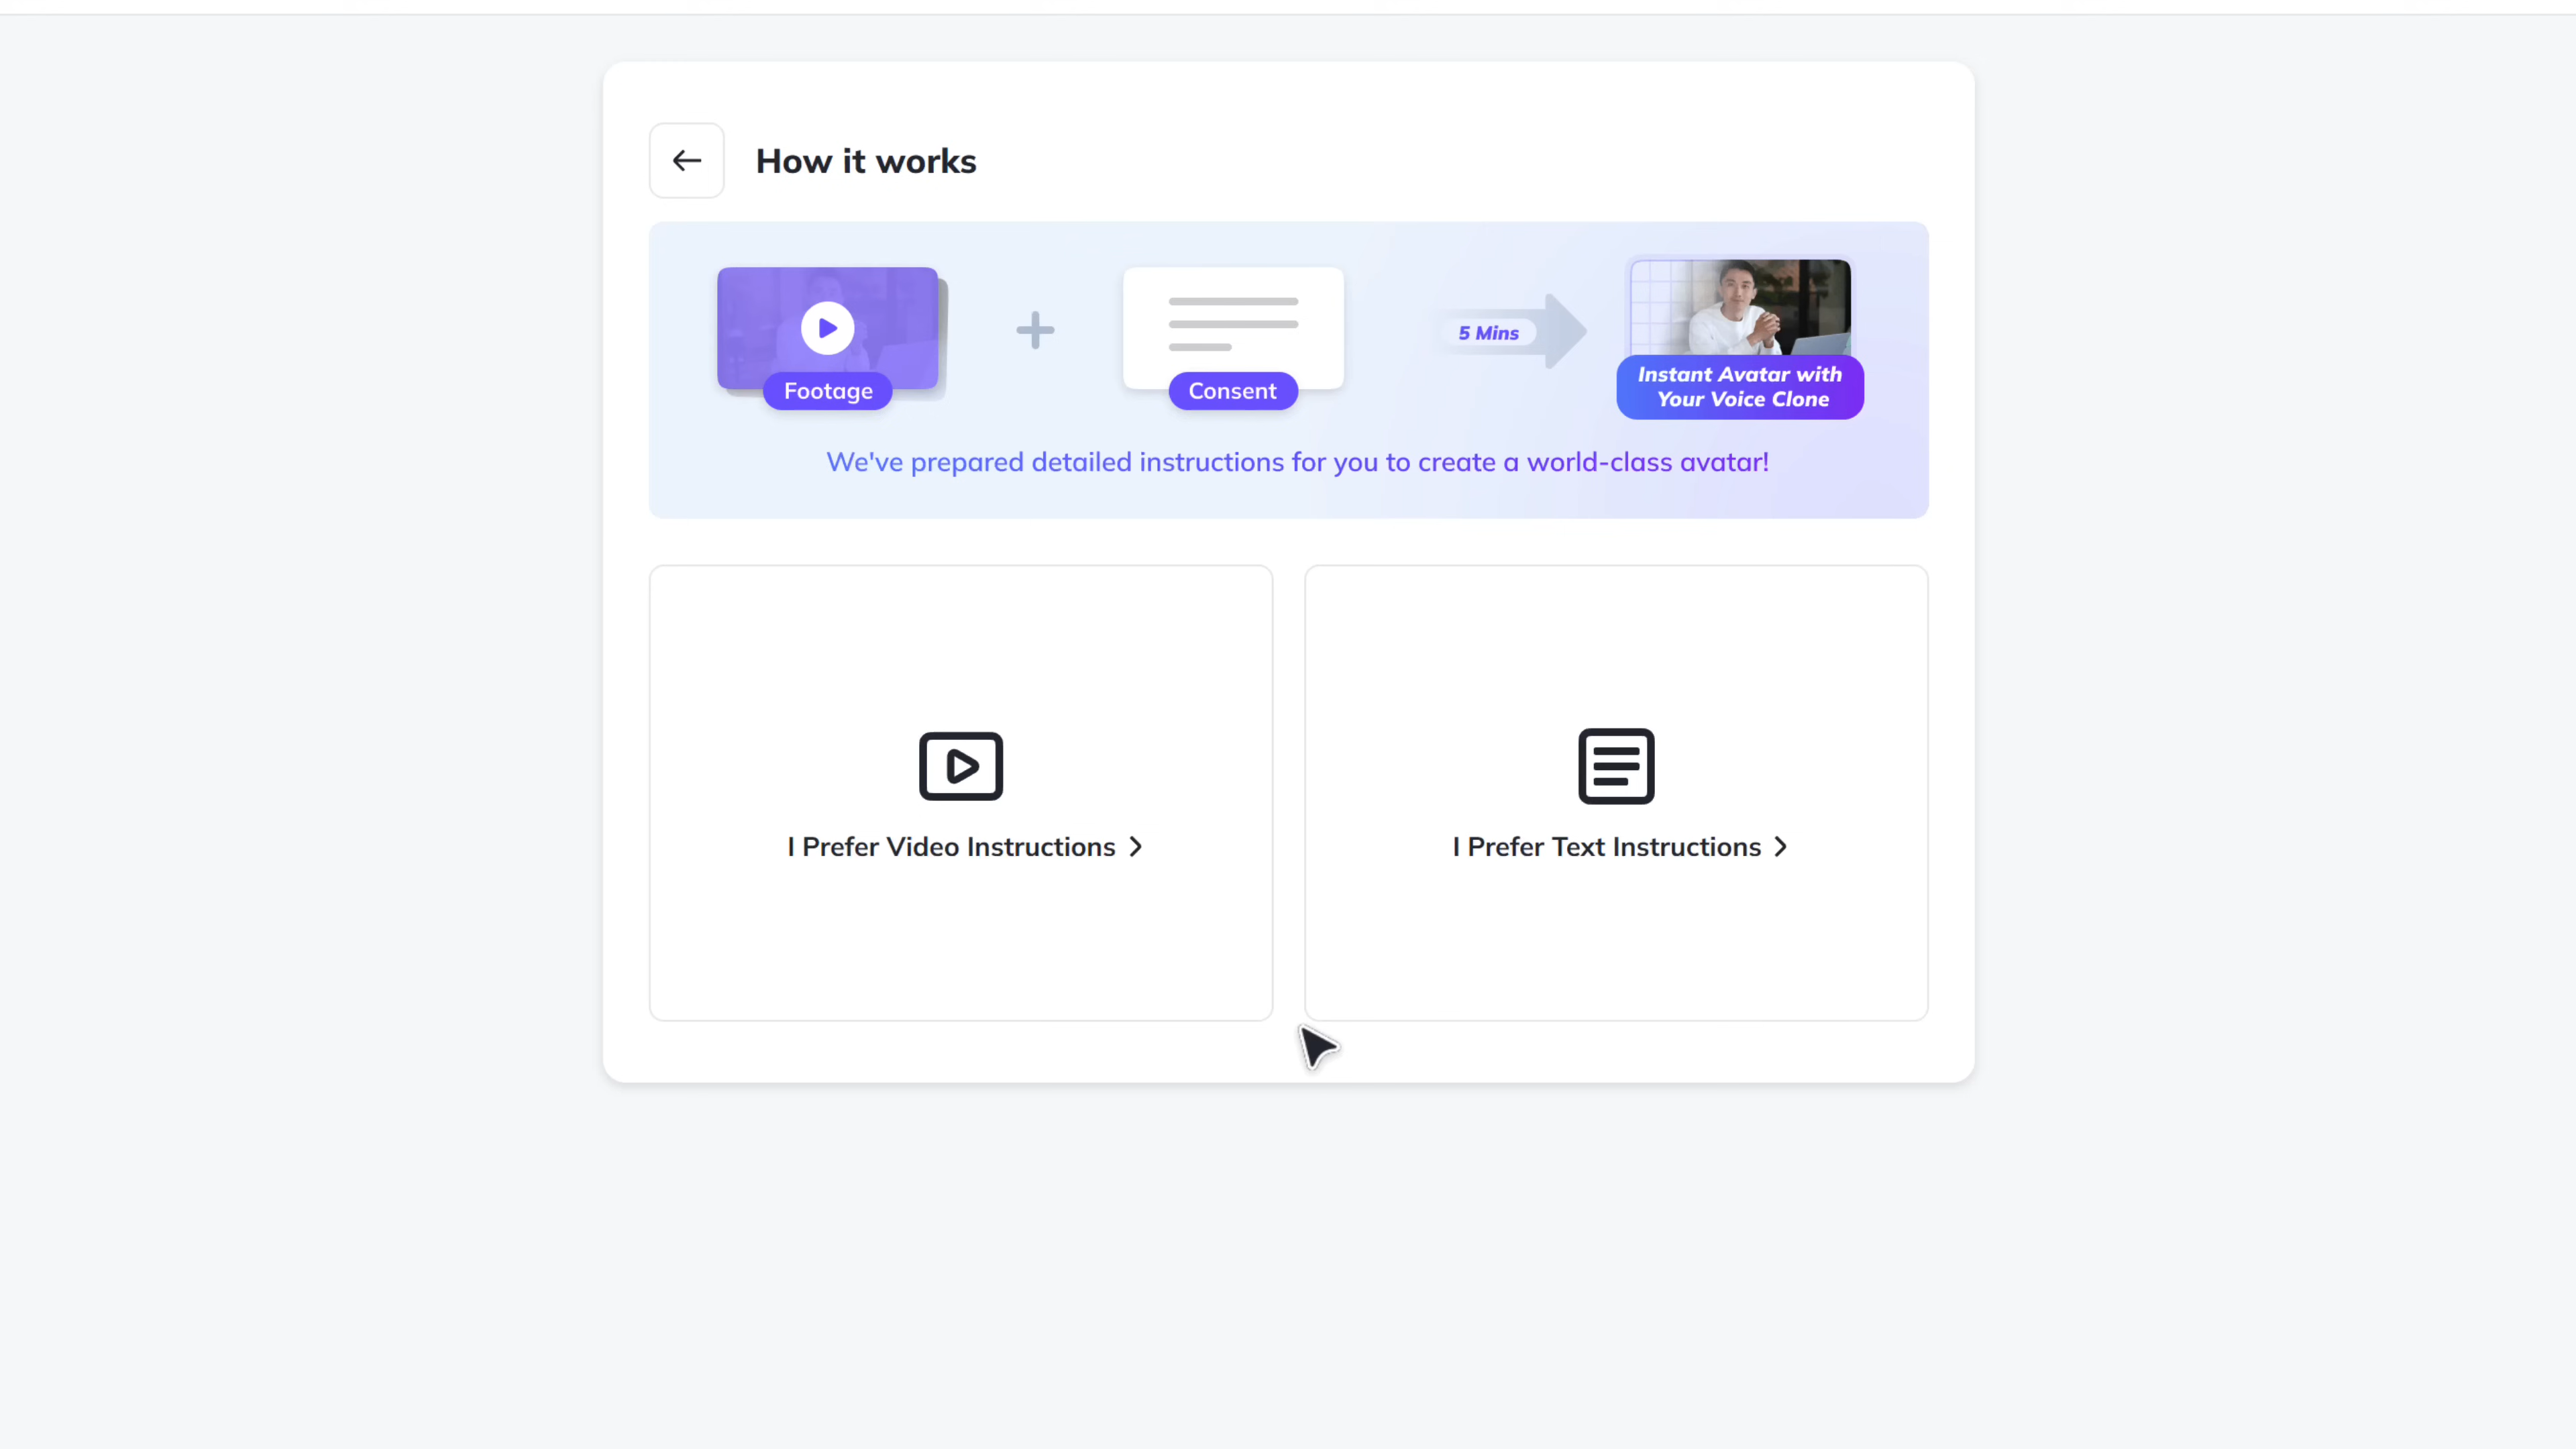 How it works
Footage
Consent
5 Mins
Instant Avatar with
Your Voice Clone
We've prepared detailed instructions for you to create a world-class avatar!
I Prefer Video Instructions
I Prefer Text Instructions